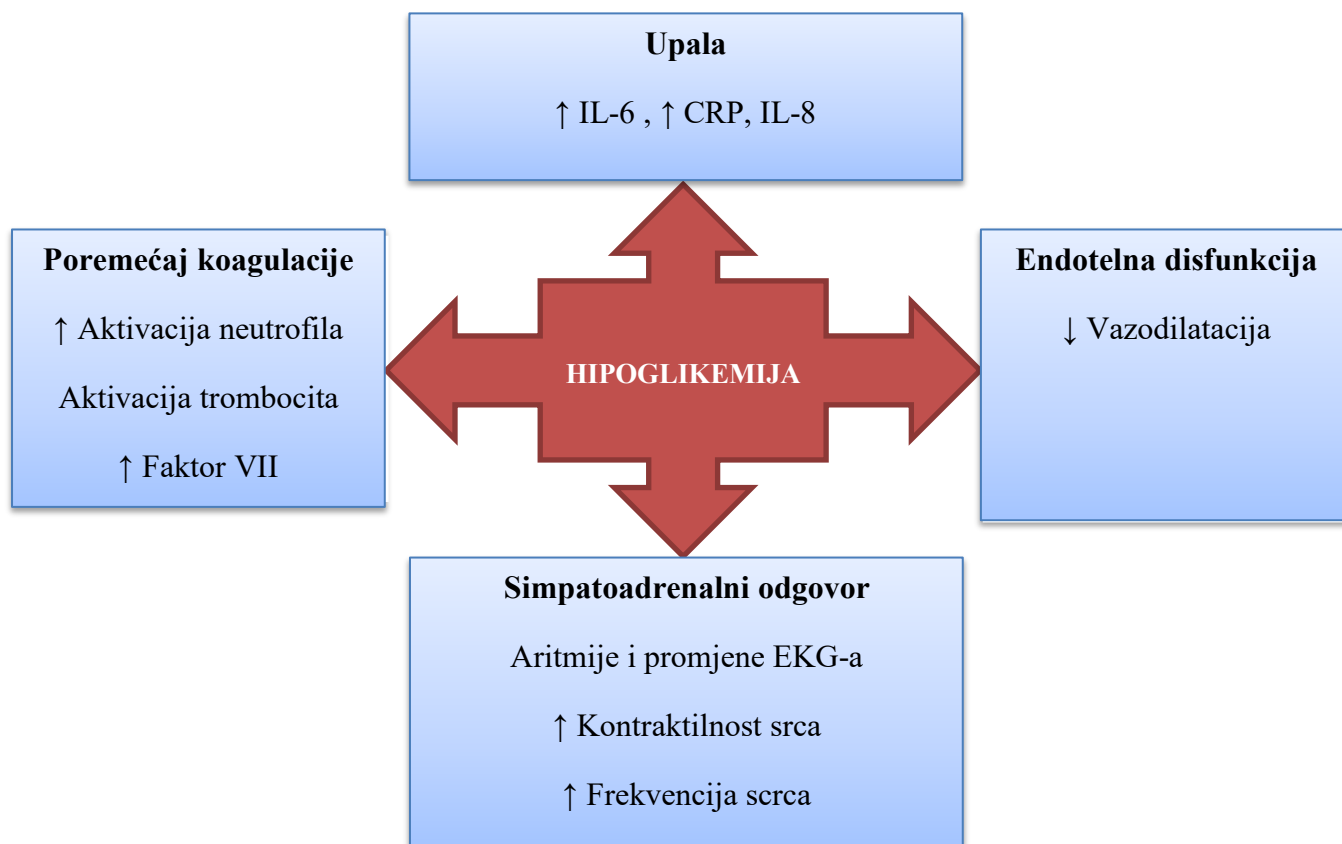 Upala
↑ IL-6 , ↑ CRP, IL-8
Poremećaj koagulacije
↑ Aktivacija neutrofila
Aktivacija trombocita
↑ Faktor VII
HIPOGLIKEMIJA
Endotelna disfunkcija
↓ Vazodilatacija
Simpatoadrenalni odgovor
Aritmije i promjene EKG-a
↑ Kontraktilnost srca
↑ Frekvencija scrca